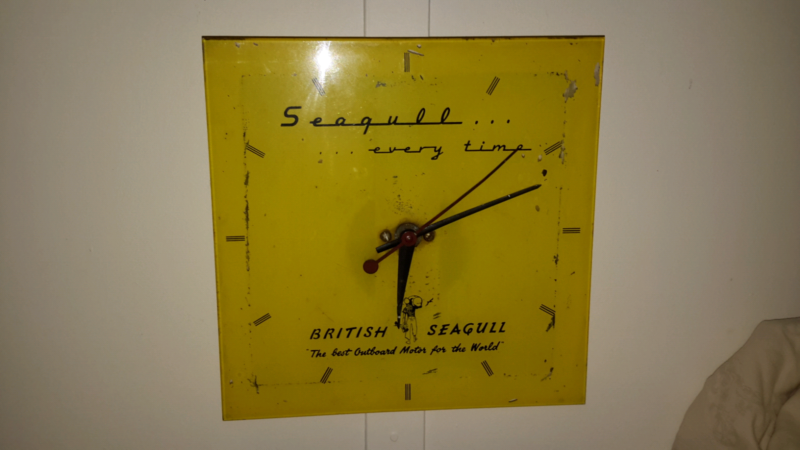 Seagull...
...every time
BRITISH SEAGULL
"The best Outboard Motor for the World"